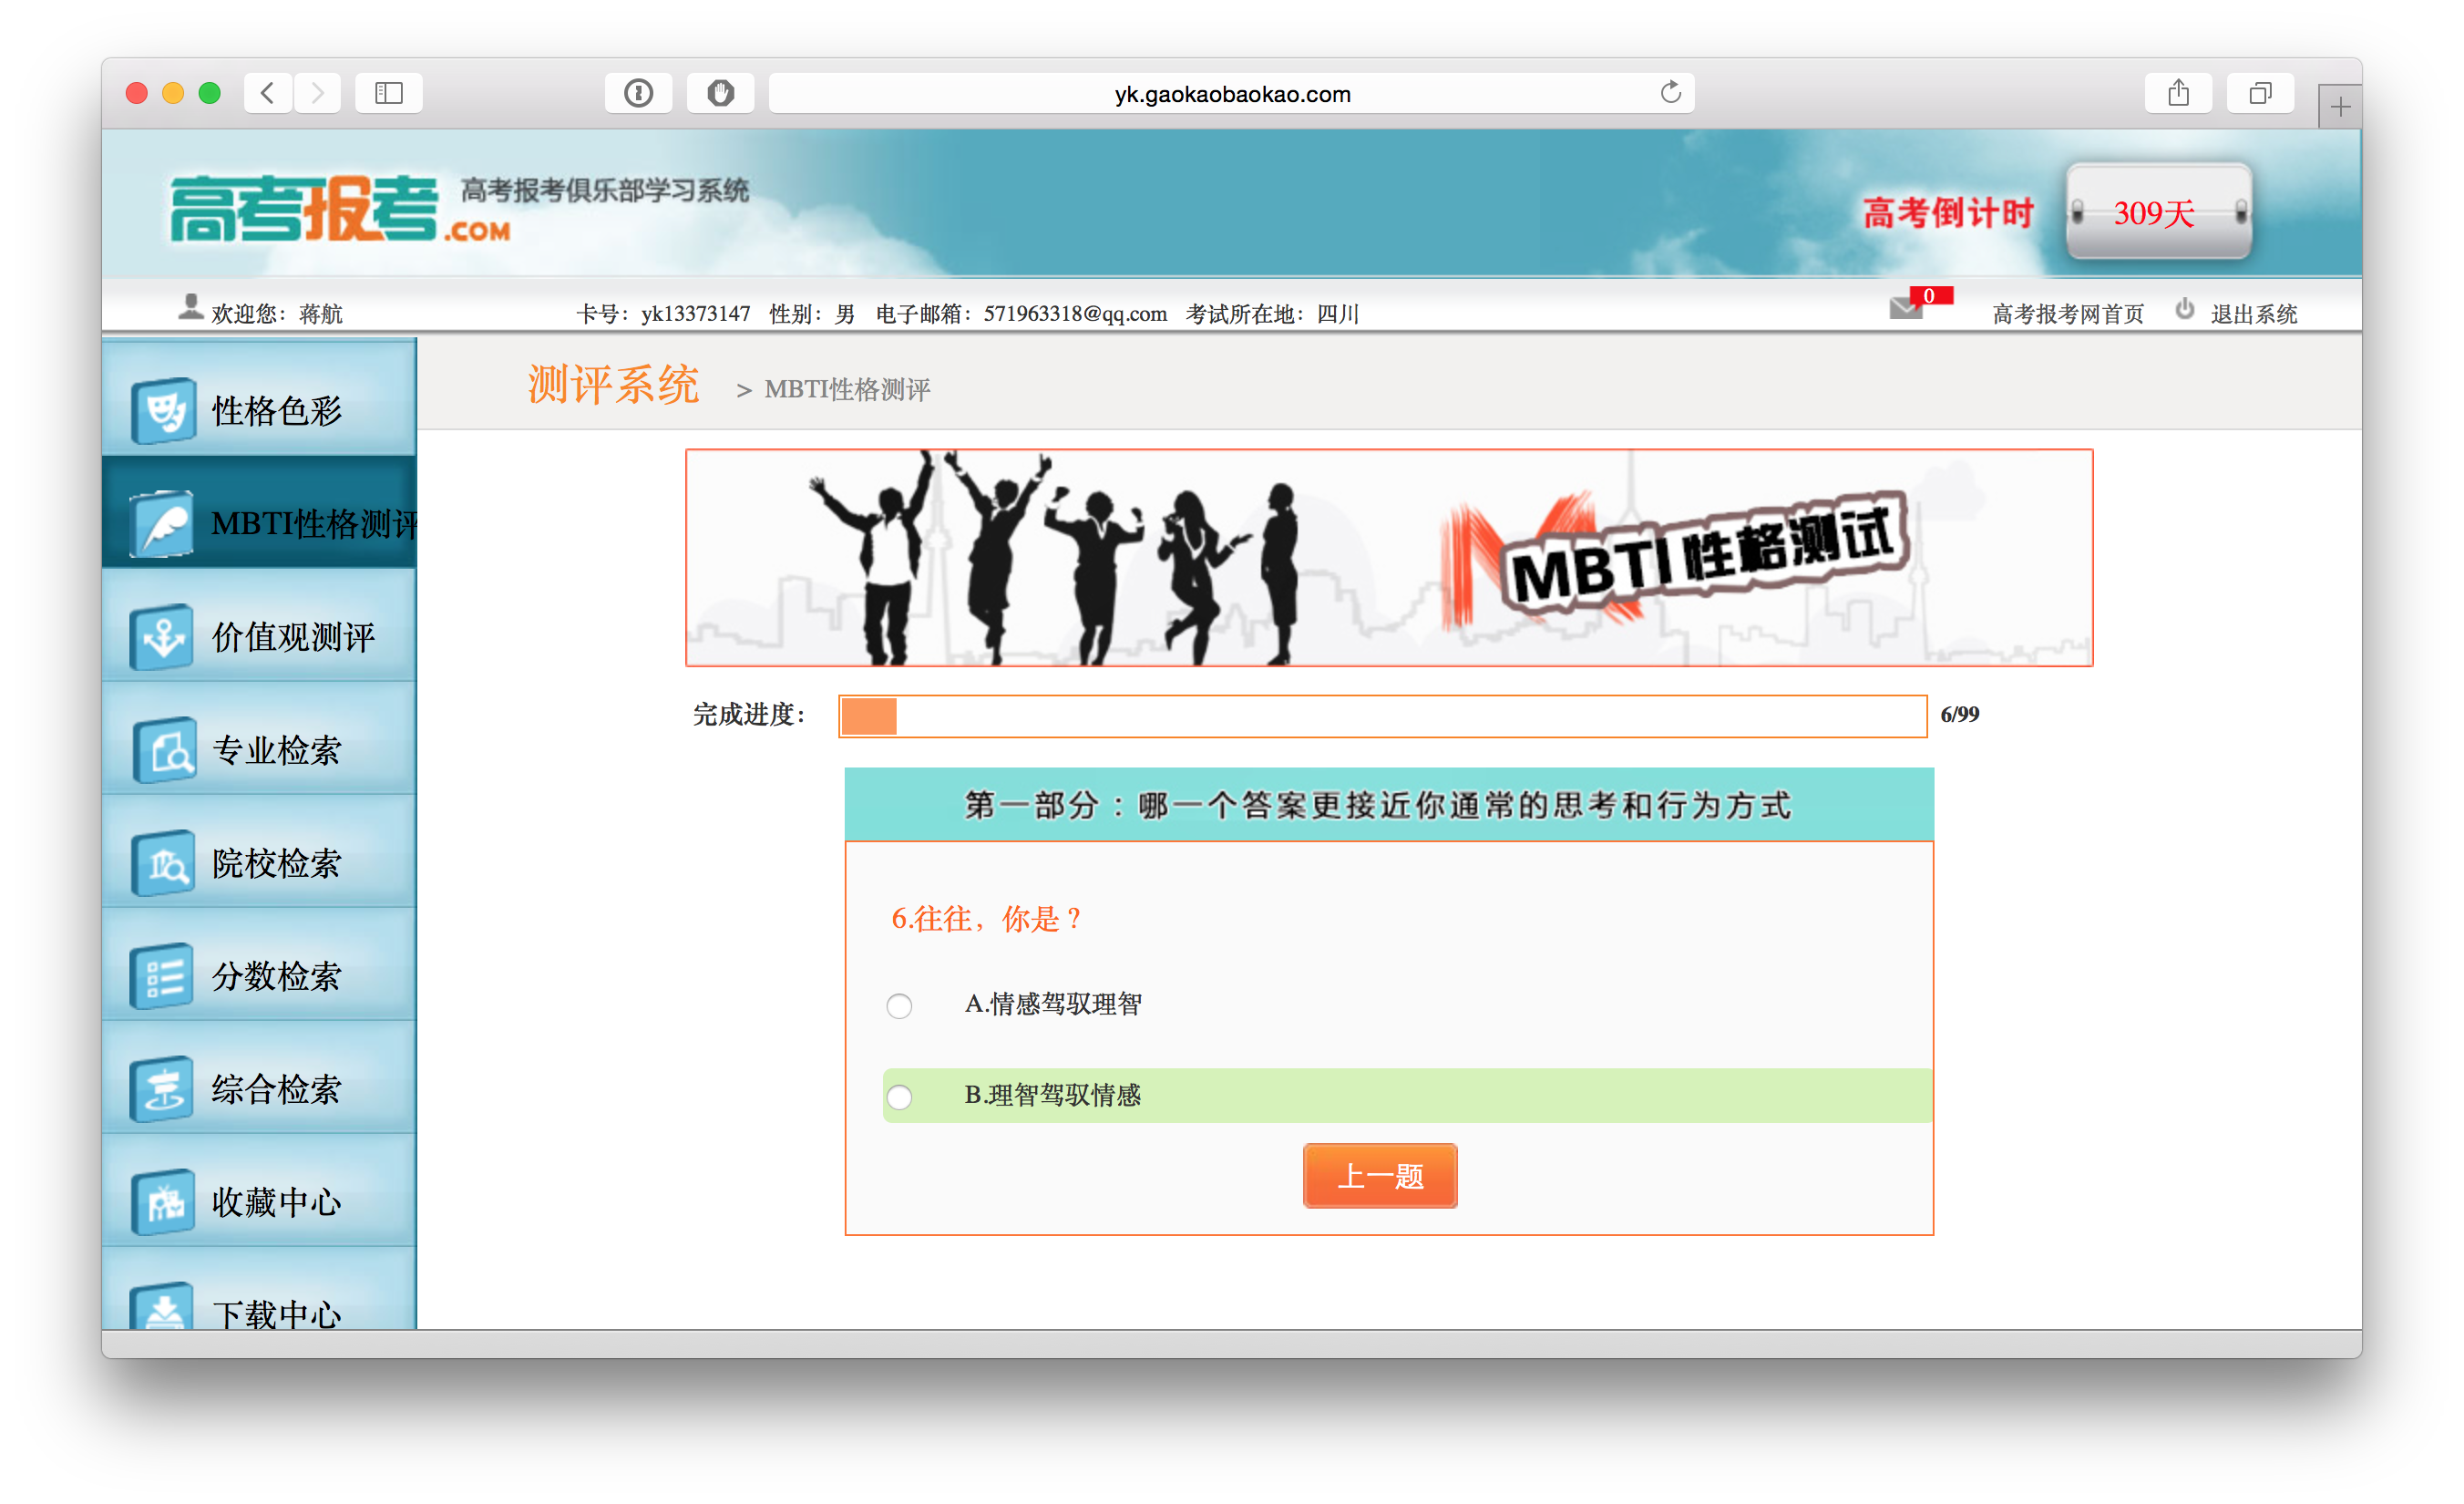 yk.gaokaobaokao.com
高考报考.COM 高考报考俱乐部学习系统
高考倒计时 309天
欢迎您：蒋航 卡号：yk13373147 性别：男 电子邮箱：571963318@qq.com 考试所在地：四川 0 高考报考网首页 退出系统
测评系统 > MBTI性格测评
性格色彩
MBTI性格测评
价值观测评
专业检索
院校检索
分数检索
综合检索
收藏中心
下载中心
M
MBTI性格测试
完成进度： 6/99
第一部分：哪一个答案更接近你通常的思考和行为方式
6.往往，你是？
A.情感驾驭理智
B.理智驾驭情感
上一题